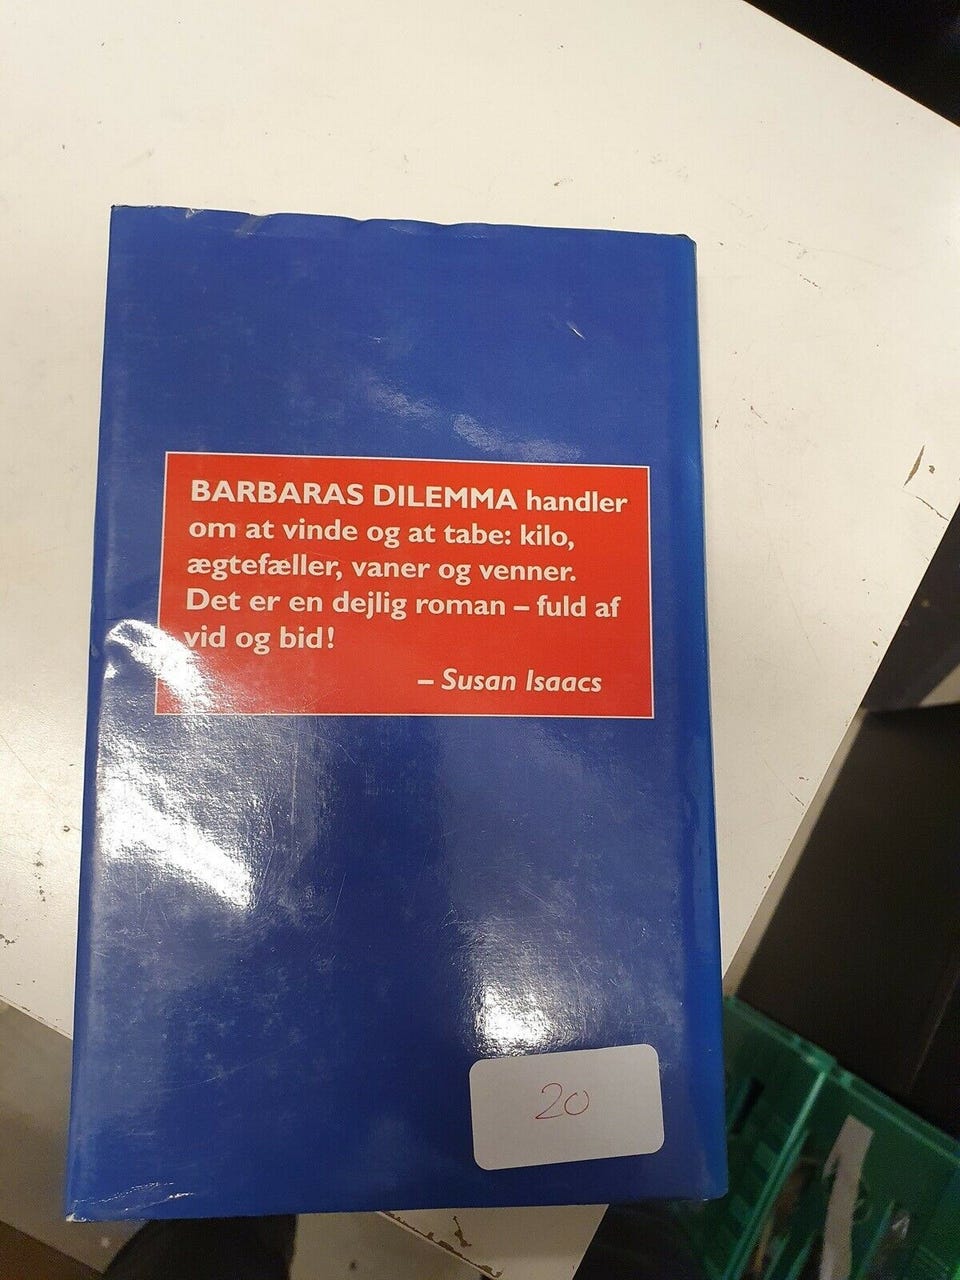 BARBARAS DILEMMA handler
om at vinde og at tabe: kilo,
ægtefæller, vaner og venner.
Det er en dejlig roman – fuld af
vid og bid!
– Susan Isaacs
20